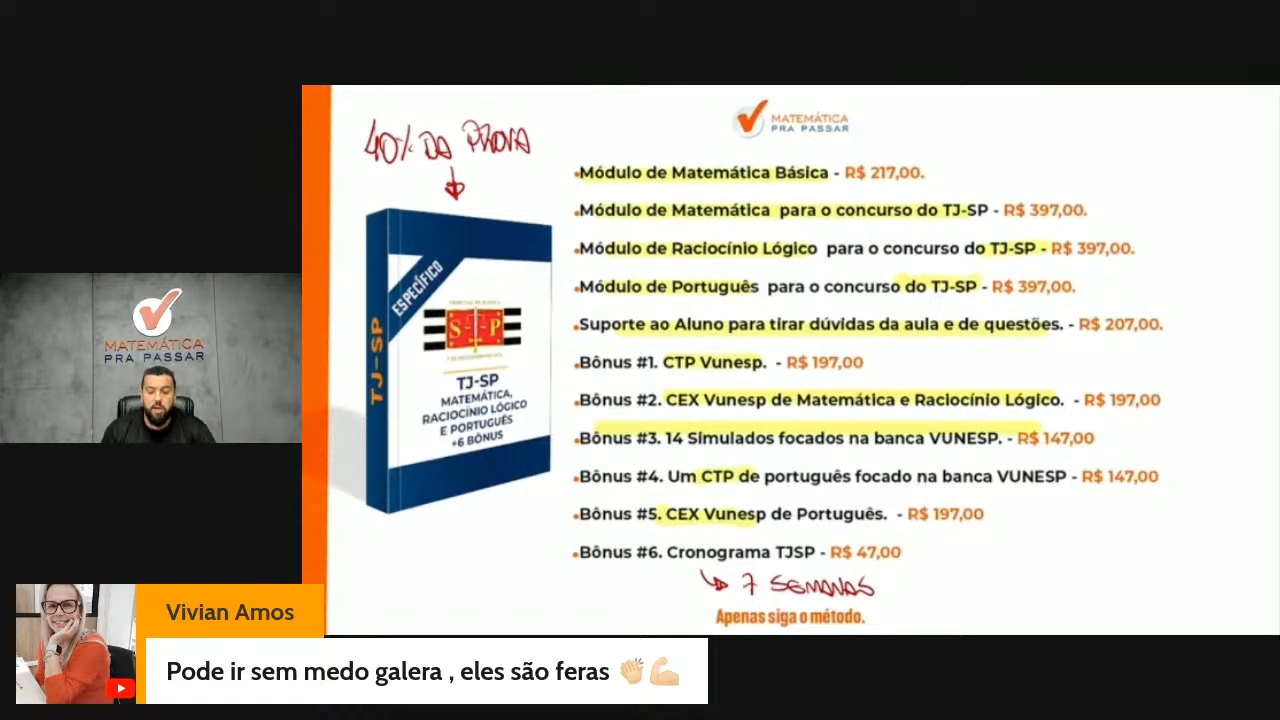 40% DA PROVA
MATEMÁTICA
PRA PASSAR
•Módulo de Matemática Básica - R$ 217,00.
•Módulo de Matemática para o concurso do TJ-SP - R$ 397,00.
•Módulo de Raciocínio Lógico para o concurso do TJ-SP - R$ 397,00.
•Módulo de Português para o concurso do TJ-SP - R$ 397,00.
•Suporte ao Aluno para tirar dúvidas da aula e de questões. - R$ 207,00.
•Bônus #1. CTP Vunesp. - R$ 197,00
•Bônus #2. CEX Vunesp de Matemática e Raciocínio Lógico. - R$ 197,00
•Bônus #3. 14 Simulados focados na banca VUNESP. - R$ 147,00
•Bônus #4. Um CTP de português focado na banca VUNESP - R$ 147,00
•Bônus #5. CEX Vunesp de Português. - R$ 197,00
•Bônus #6. Cronograma TJSP - R$ 47,00
7 SEMANAS
Apenas siga o método.
ESPECÍFICO
TJ-SP
TRIBUNAL DE JUSTIÇA
S P
TJ-SP
MATEMÁTICA,
RACIOCÍNIO LÓGICO
E PORTUGUÊS
+6 BÔNUS
MATEMÁTICA
PRA PASSAR
Vivian Amos
Pode ir sem medo galera , eles são feras 👏🏻💪🏻